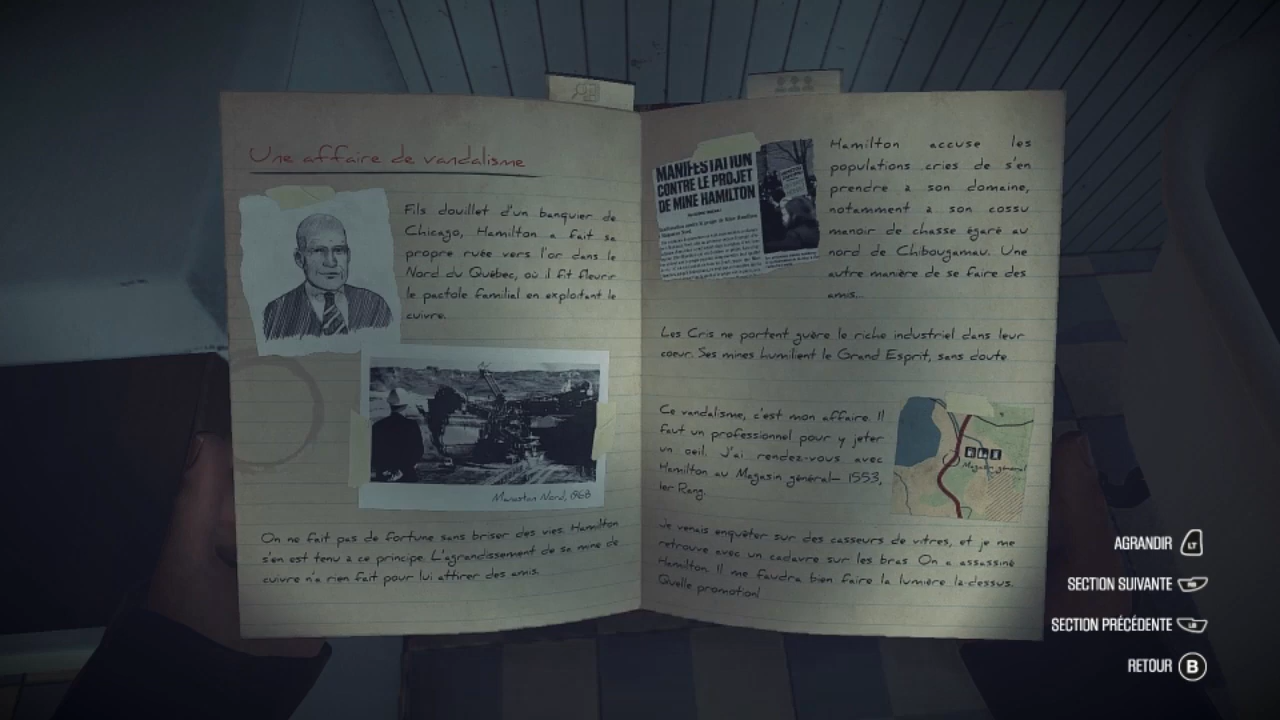 Une affaire de vandalisme
Fils douillet d'un banquier de
Chicago, Hamilton a fait sa
propre ruée vers l'or dans le
Nord du Québec, où il fit fleurir
le pactole familial en exploitant le
cuivre.
Manastan Nord, 1968
On ne fait pas de fortune sans briser des vies. Hamilton
s'en est tenu à ce principe. L'agrandissement de sa mine de
cuivre n'a rien fait pour lui attirer des amis.
MANIFESTATION
CONTRE LE PROJET
DE MINE HAMILTON
Hamilton accuse les
populations cries de s'en
prendre à son domaine,
notamment à son cossu
manoir de chasse égaré au
nord de Chibougamau. Une
autre manière de se faire des
amis...
Les Cris ne portent guère le riche industriel dans leur
coeur. Ses mines humilient le Grand Esprit, sans doute
Ce vandalisme, c'est mon affaire. Il
faut un professionnel pour y jeter
un oeil. J'ai rendez-vous avec
Hamilton au Magasin général- 1553,
1er Rang.
Magasin général
Je venais enquêter sur des casseurs de vitres, et je me
retrouve avec un cadavre sur les bras. On a assassiné
Hamilton. Il me faudra bien faire la lumière là-dessus.
Quelle promotion!
AGRANDIR LT
SECTION SUIVANTE RB
SECTION PRÉCÉDENTE LB
RETOUR B